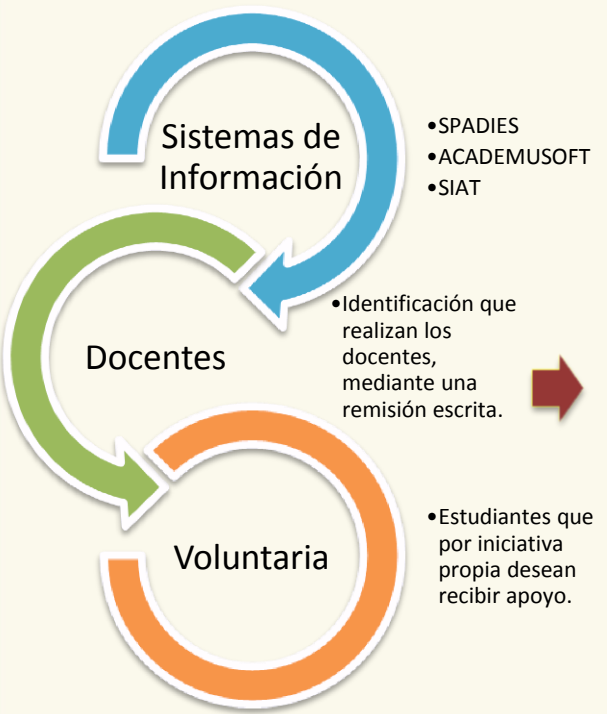 Sistemas de
Información
•SPADIES
•ACADEMUSOFT
•SIAT
Docentes
•Identificación que
realizan los
docentes,
mediante una
remisión escrita.
Voluntaria
•Estudiantes que
por iniciativa
propia desean
recibir apoyo.